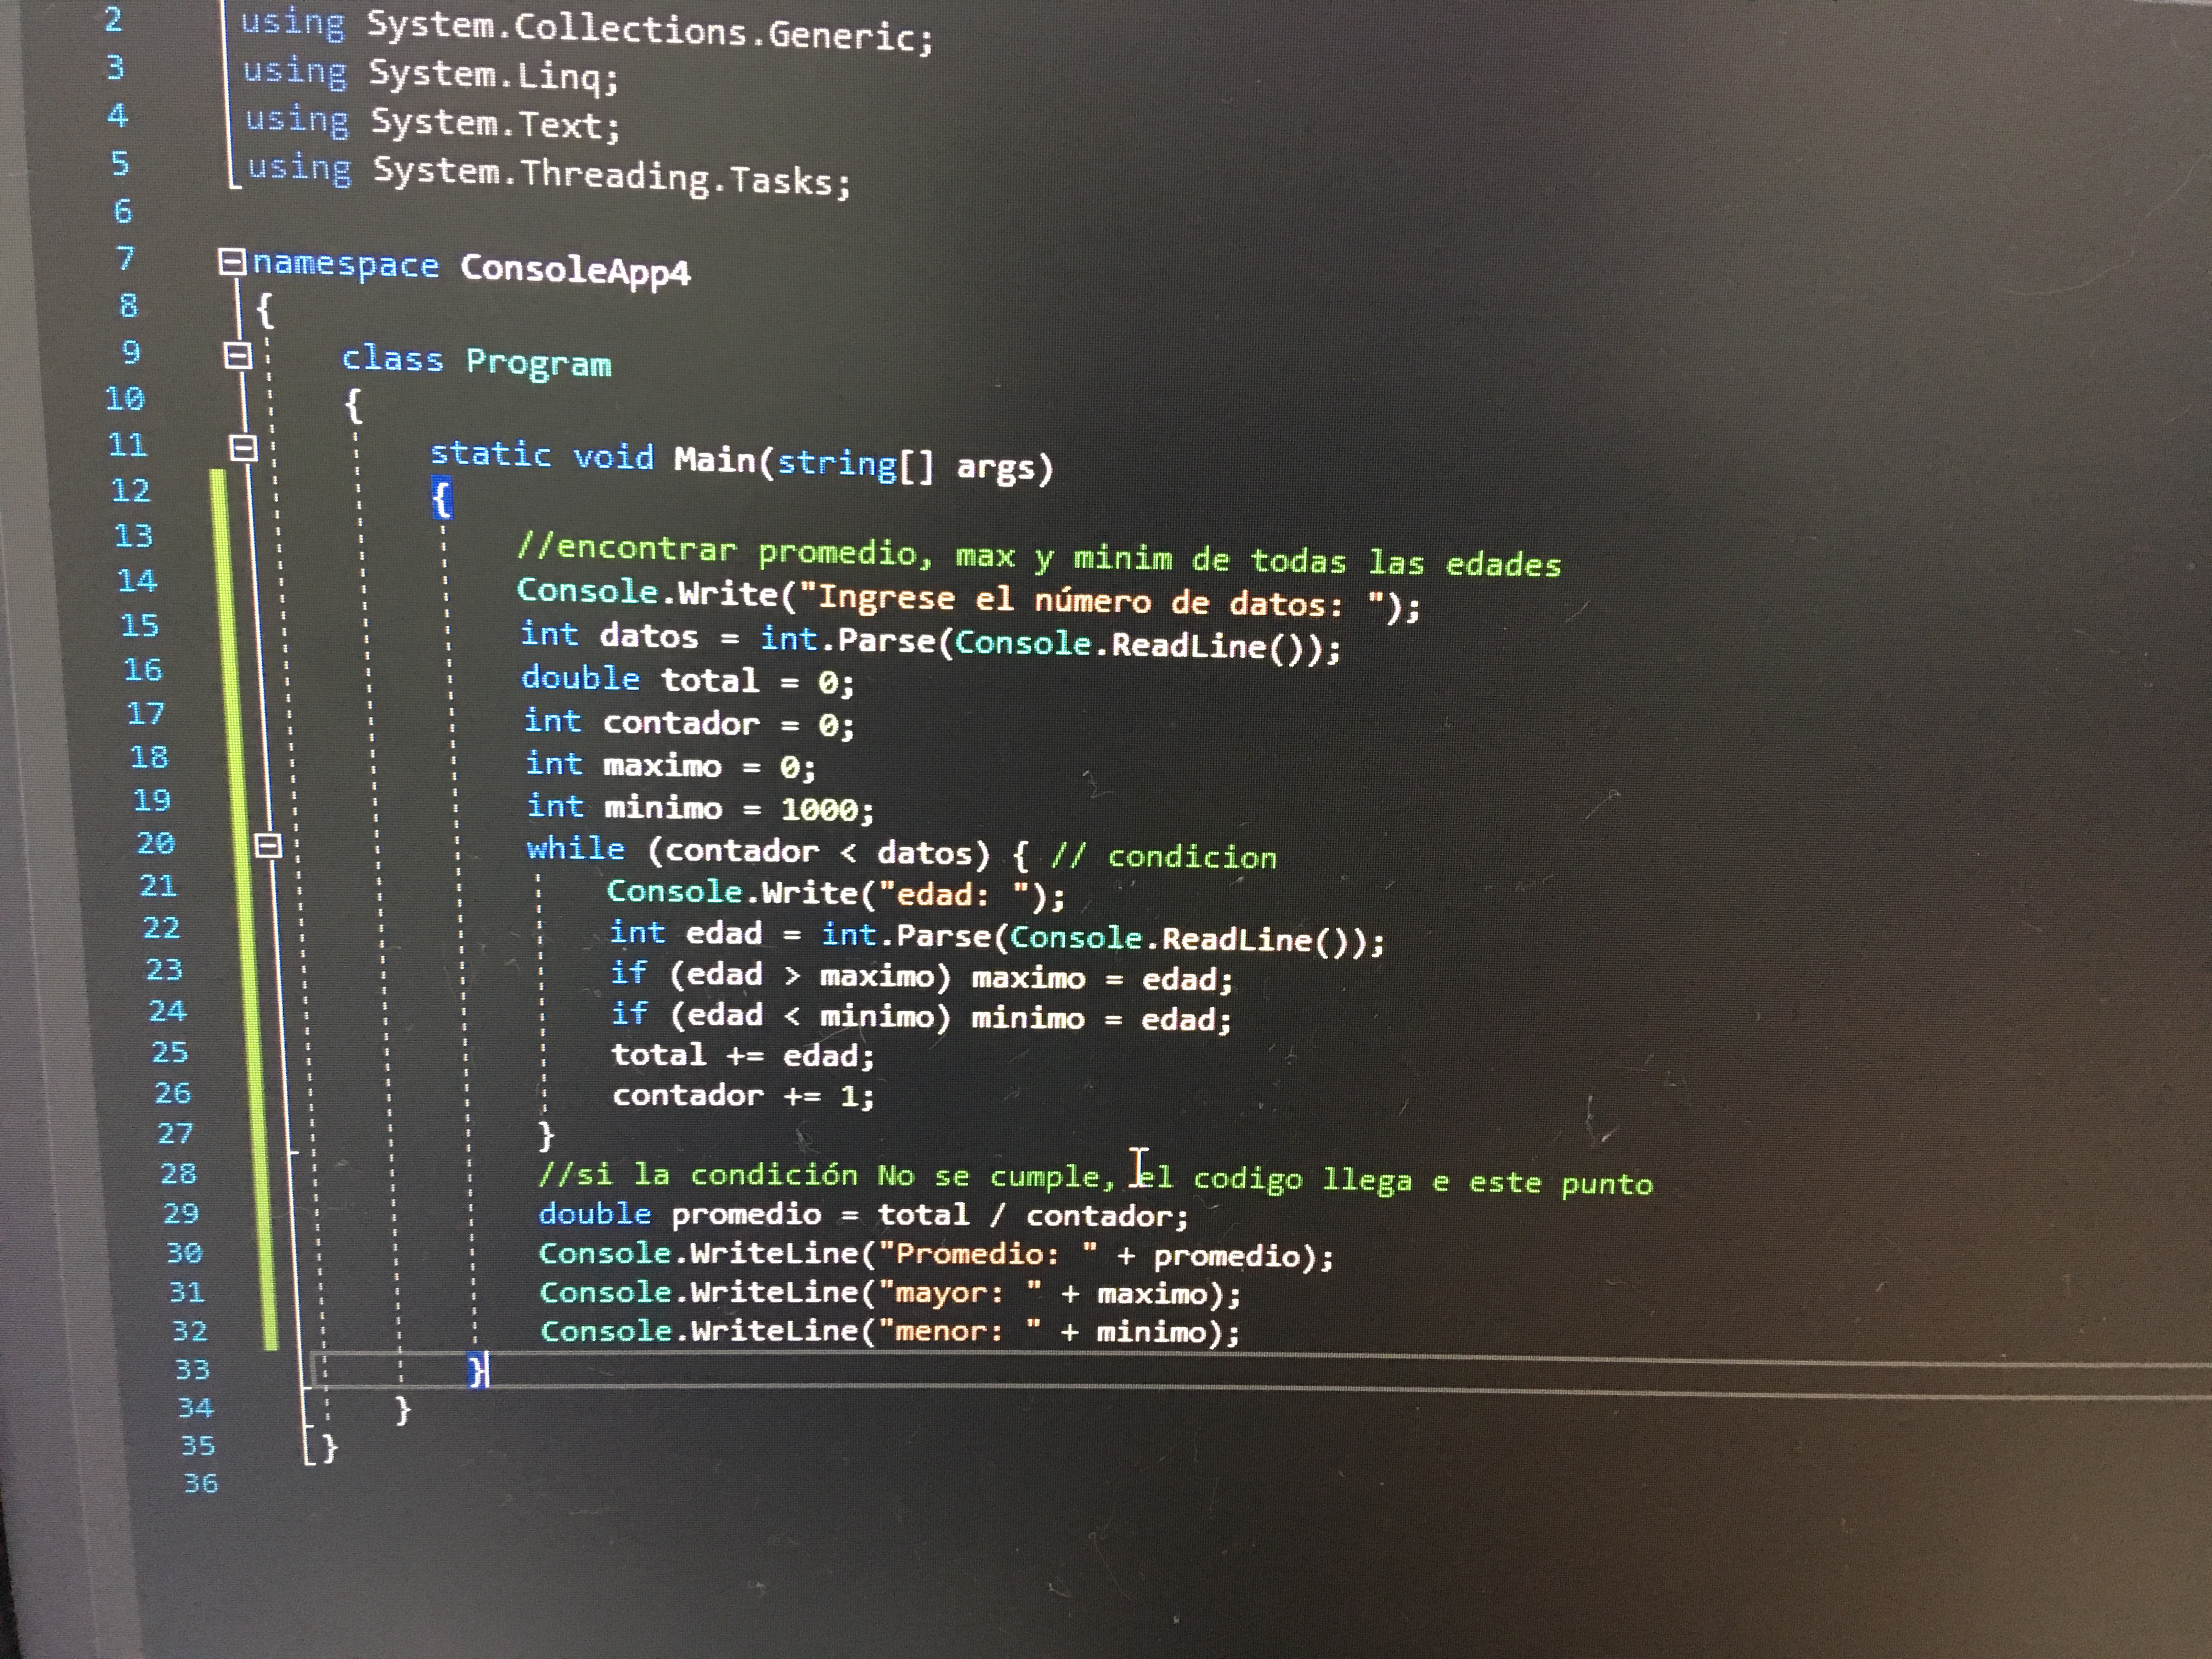 2 using System.Collections.Generic;
3 using System.Linq;
4 using System.Text;
5 using System.Threading.Tasks;
6
7 namespace ConsoleApp4
8 {
9 class Program
10 {
11 static void Main(string[] args)
12 {
13 //encontrar promedio, max y minim de todas las edades
14 Console.Write("Ingrese el número de datos: ");
15 int datos = int.Parse(Console.ReadLine());
16 double total = 0;
17 int contador = 0;
18 int maximo = 0;
19 int minimo = 1000;
20 while (contador < datos) { // condicion
21 Console.Write("edad: ");
22 int edad = int.Parse(Console.ReadLine());
23 if (edad > maximo) maximo = edad;
24 if (edad < minimo) minimo = edad;
25 total += edad;
26 contador += 1;
27 }
28 //si la condición No se cumple, el codigo llega e este punto
29 double promedio = total / contador;
30 Console.WriteLine("Promedio: " + promedio);
31 Console.WriteLine("mayor: " + maximo);
32 Console.WriteLine("menor: " + minimo);
33 }
34 }
35 }
36